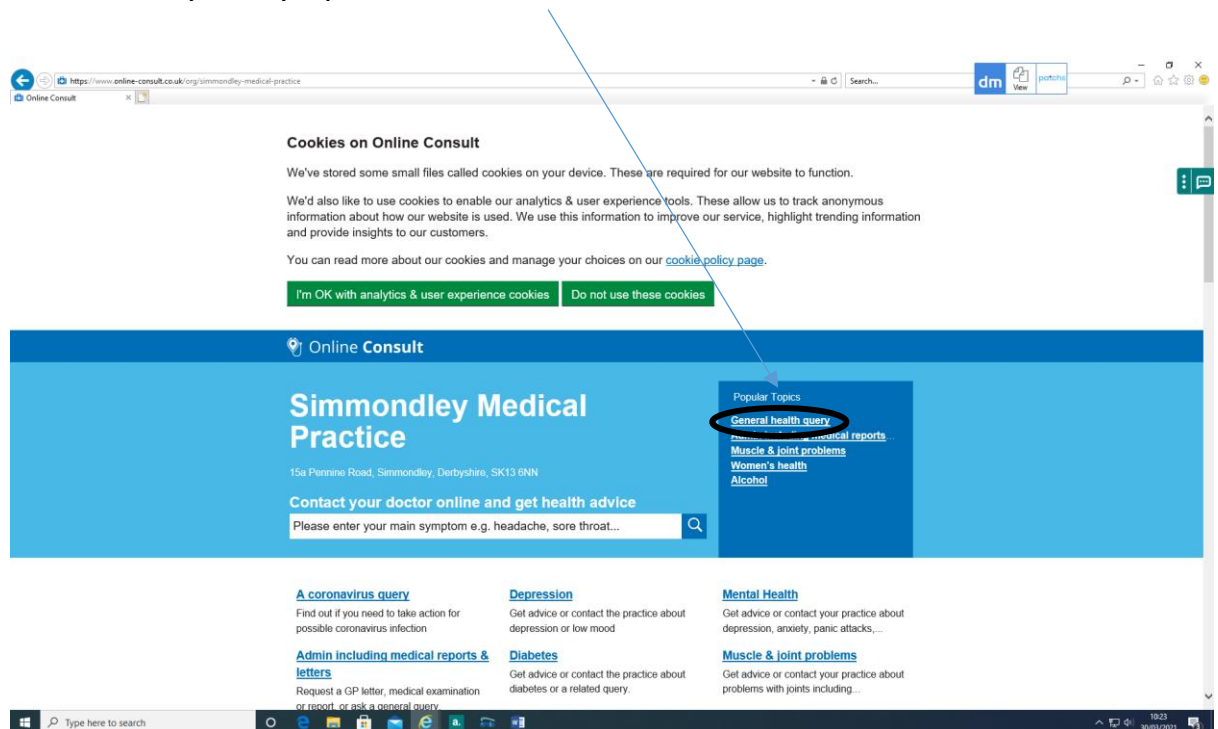 https://www.online-consult.co.uk/org/simmondley-medical-practice
Search...
dm
View
patchs
Online Consult
Cookies on Online Consult
We've stored some small files called cookies on your device. These are required for our website to function.
We'd also like to use cookies to enable our analytics & user experience tools. These allow us to track anonymous
information about how our website is used. We use this information to improve our service, highlight trending information
and provide insights to our customers.
You can read more about our cookies and manage your choices on our cookie policy page.
I'm OK with analytics & user experience cookies
Do not use these cookies
Online Consult
Simmondley Medical
Practice
15a Pennine Road, Simmondley, Derbyshire, SK13 6NN
Contact your doctor online and get health advice
Please enter your main symptom e.g. headache, sore throat...
Popular Topics
General health query
Admin including medical reports...
Muscle & joint problems
Women's health
Alcohol
A coronavirus query
Find out if you need to take action for
possible coronavirus infection
Depression
Get advice or contact the practice about
depression or low mood
Mental Health
Get advice or contact your practice about
depression, anxiety, panic attacks,...
Admin including medical reports &
letters
Request a GP letter, medical examination
or report, or ask a general query.
Diabetes
Get advice or contact the practice about
diabetes or a related query.
Muscle & joint problems
Get advice or contact your practice about
problems with joints including...
Type here to search
a.
10:23
30/03/2021